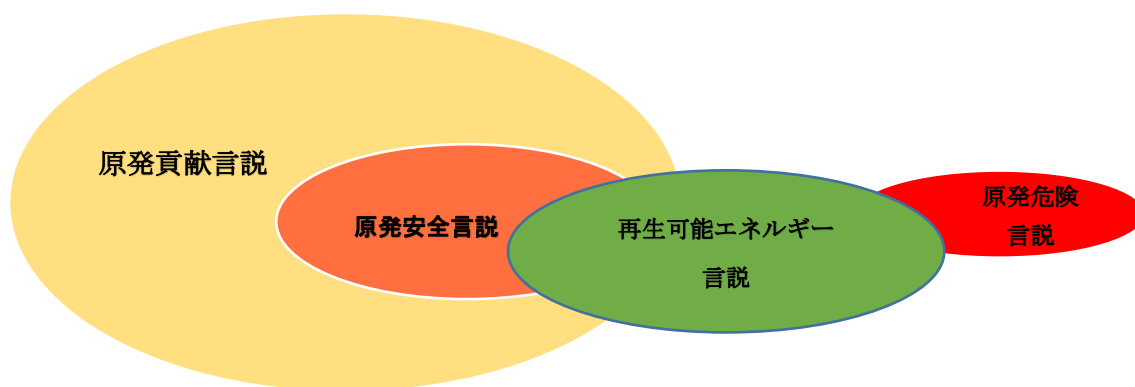 原発貢献言説
原発安全言説
再生可能エネルギー
言説
原発危険
言説